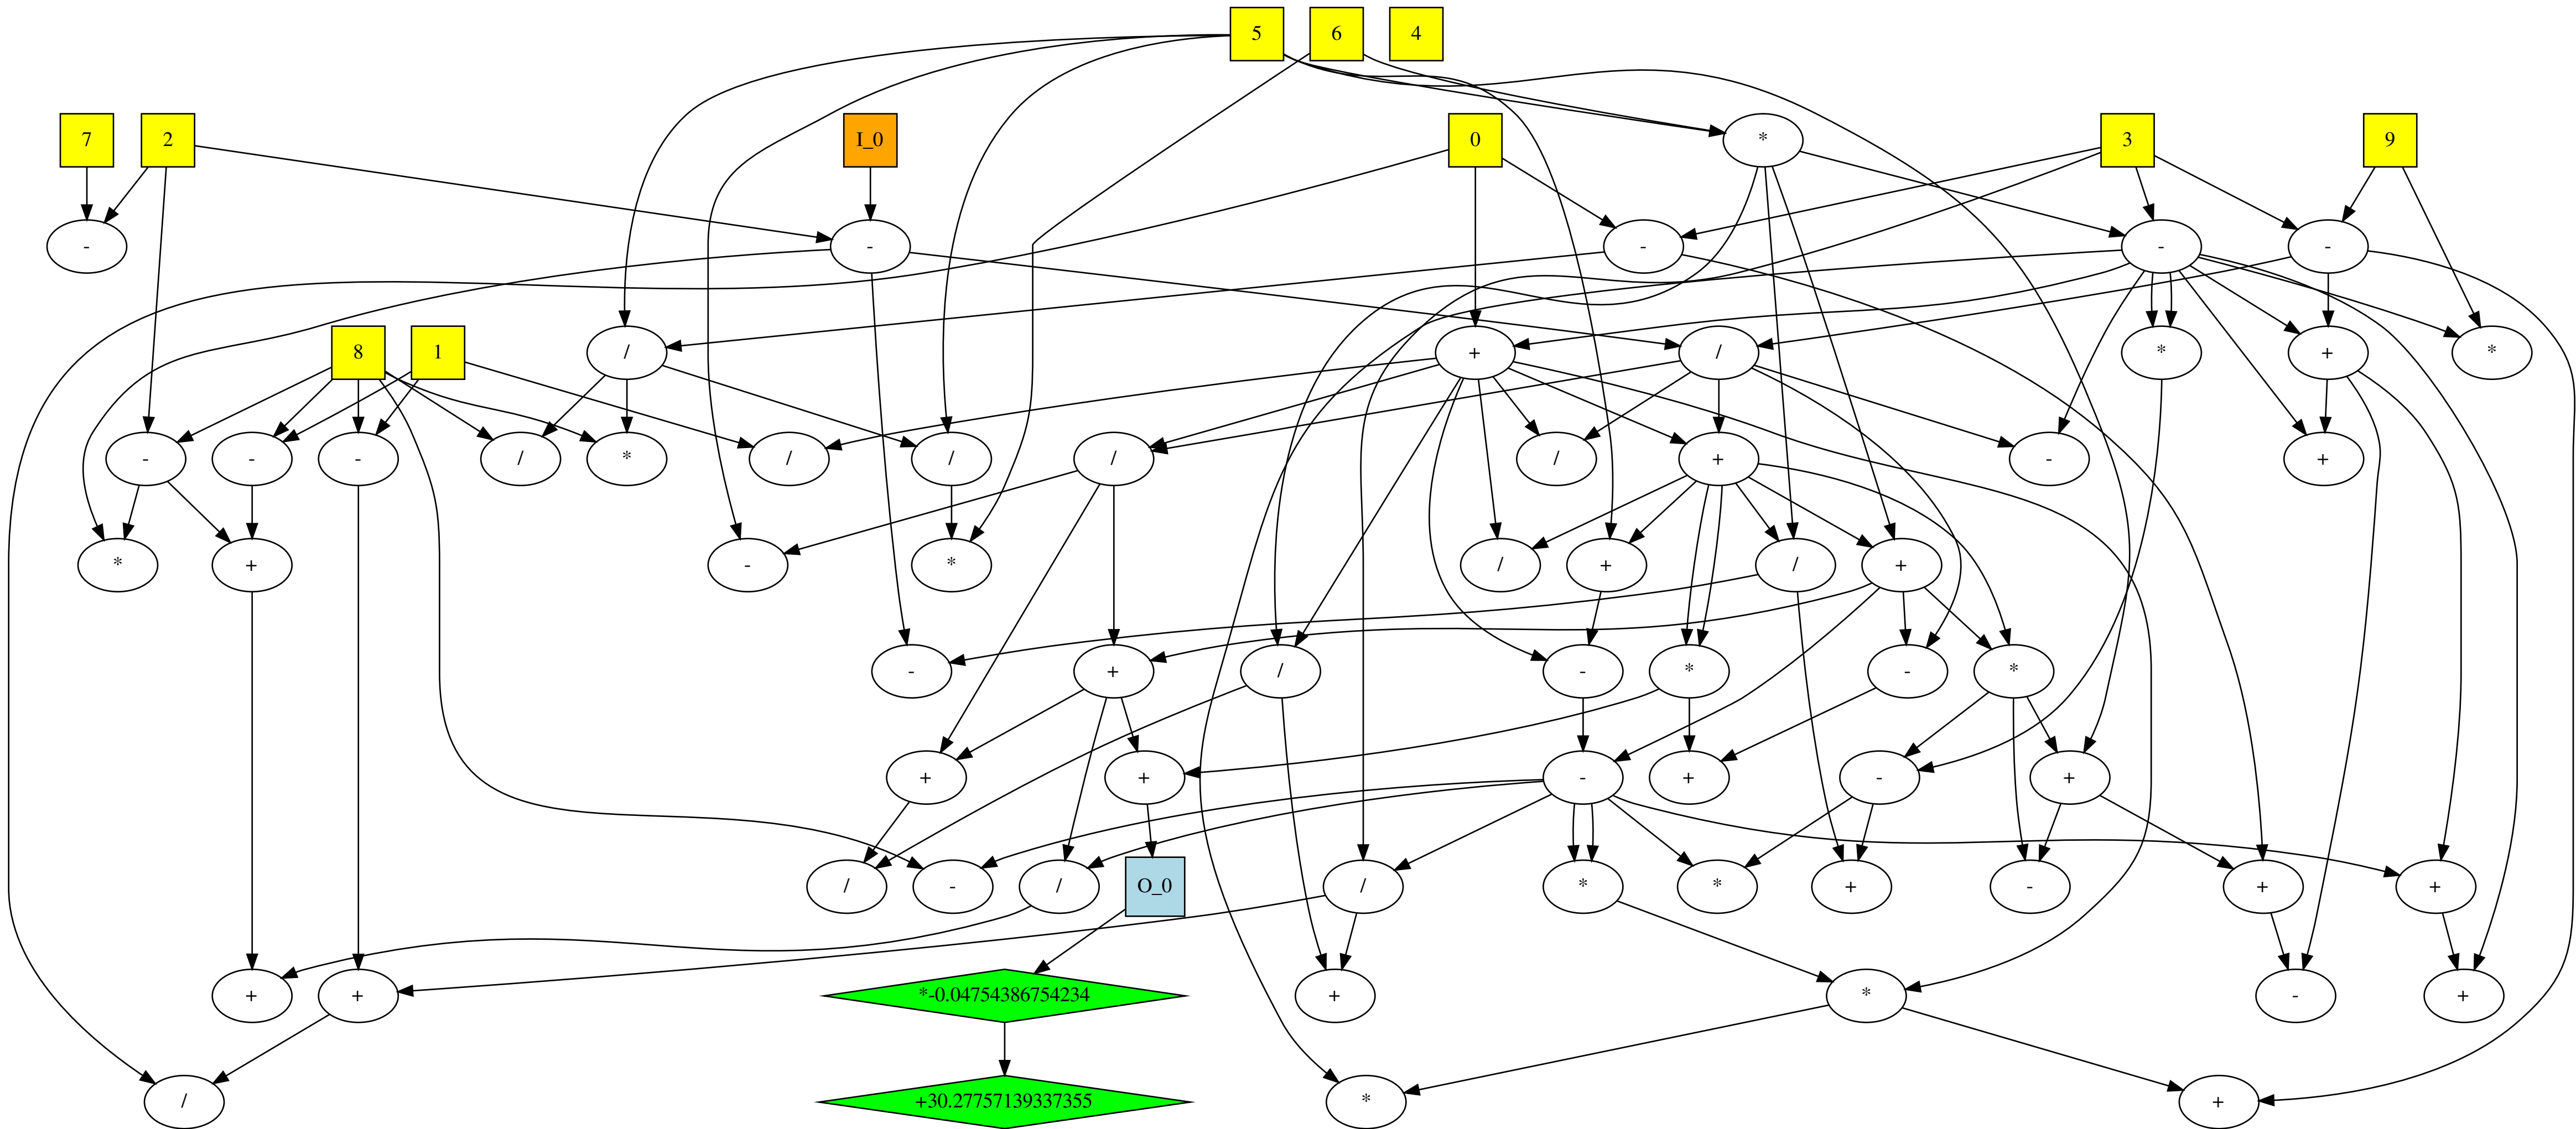 5 6 4
7 2 I_0 0 * 3 9
- - - - -
8 1 / + / * + *
- - - / * / / / / + - +
* + - * / + / +
- + / - * - *
+ + - + - +
/ - / O_0 / * * + - + +
+ + *-0.04754386754234 + * - +
/ +30.27757139337355 * +